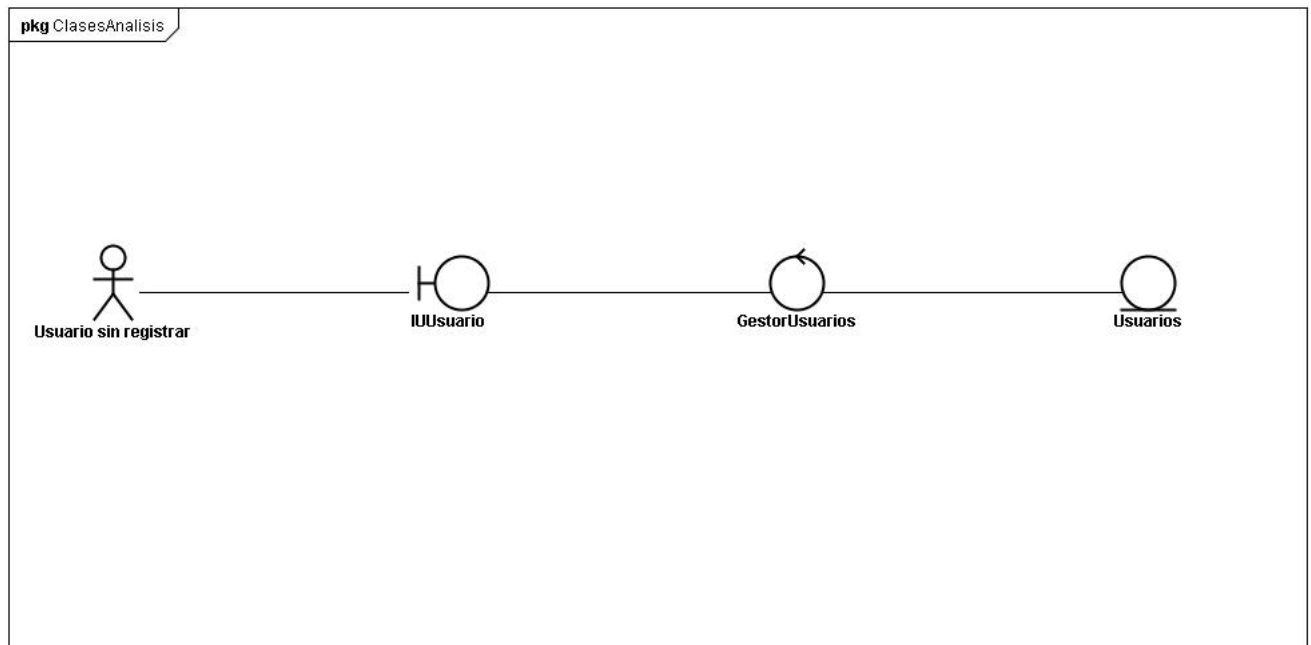 pkg ClasesAnalisis
Usuario sin registrar
IUUsuario
GestorUsuarios
Usuarios